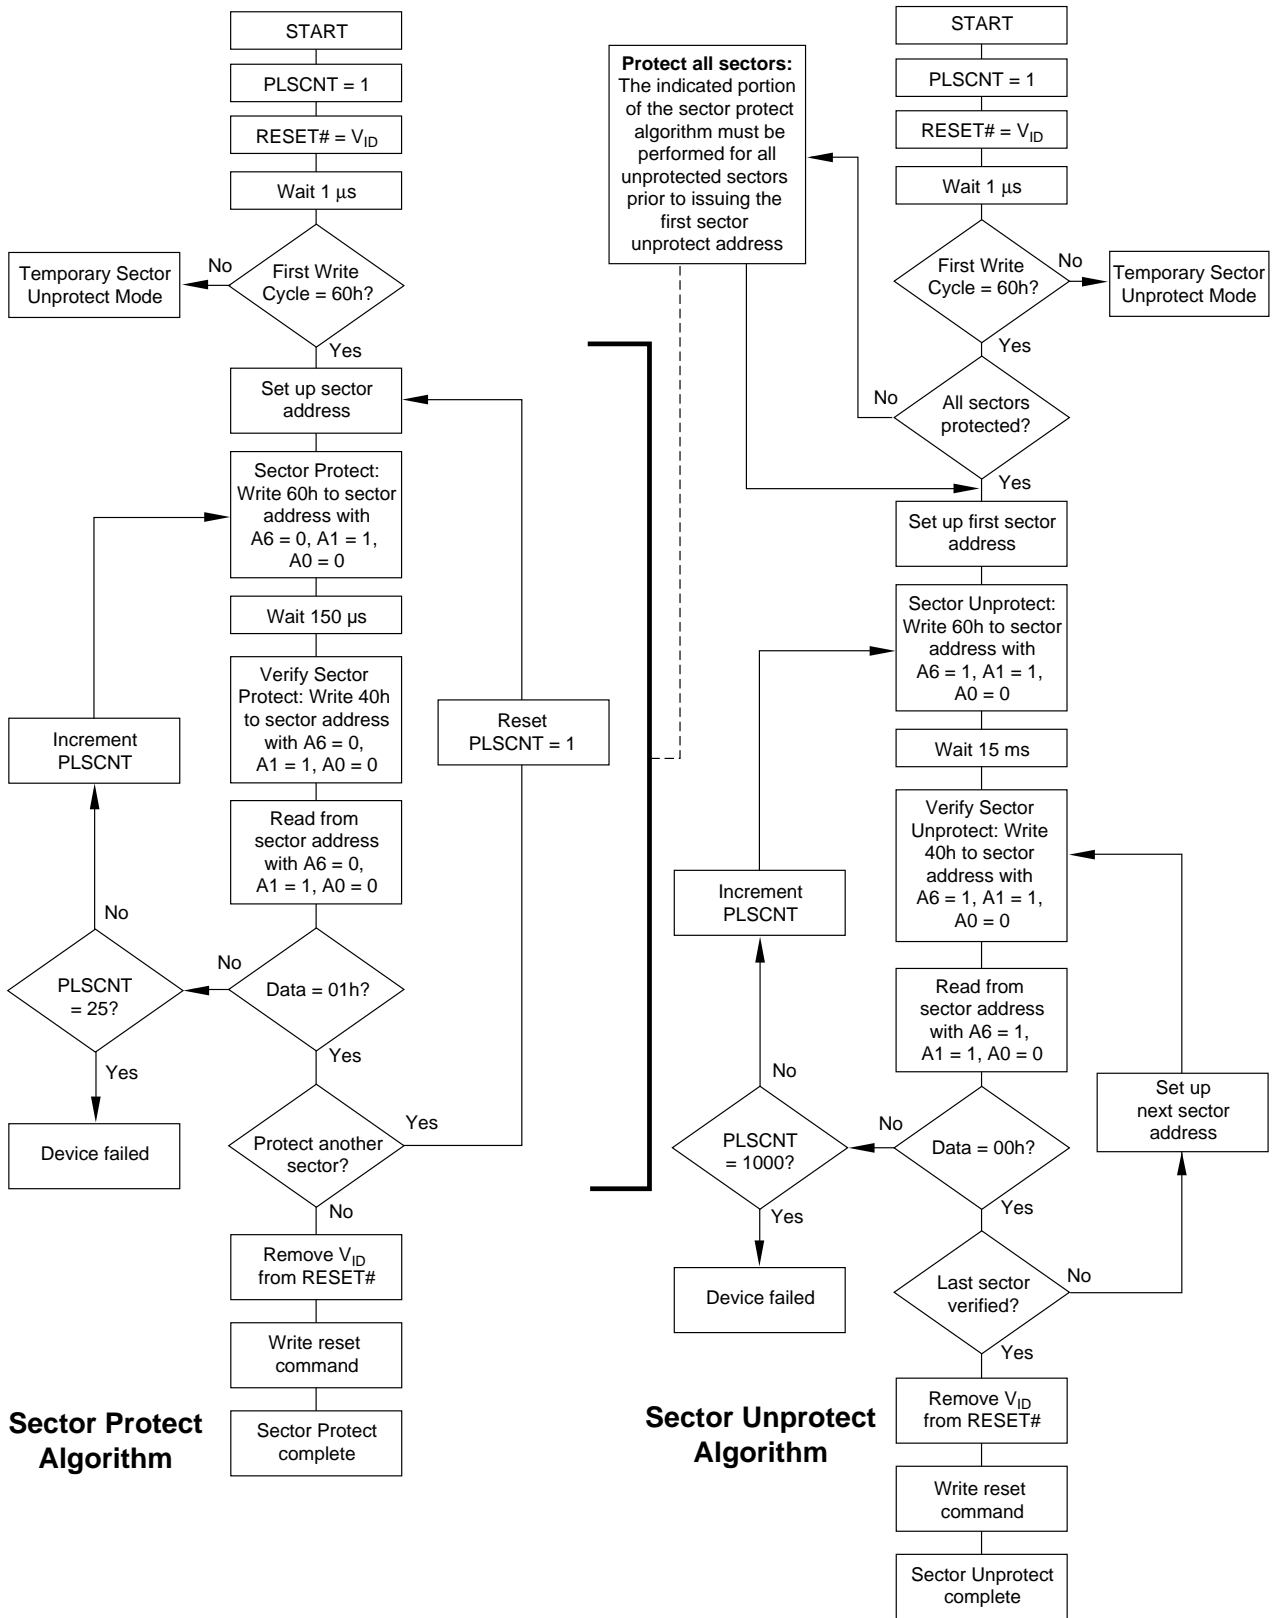 START
PLSCNT = 1
RESET# = VID
Wait 1 μs
First Write
Cycle = 60h?
No
Temporary Sector
Unprotect Mode
Yes
Set up sector
address
Sector Protect:
Write 60h to sector
address with
A6 = 0, A1 = 1,
A0 = 0
Wait 150 µs
Verify Sector
Protect: Write 40h
to sector address
with A6 = 0,
A1 = 1, A0 = 0
Increment
PLSCNT
Reset
PLSCNT = 1
Read from
sector address
with A6 = 0,
A1 = 1, A0 = 0
No
PLSCNT
= 25?
No
Data = 01h?
Yes
Yes
Device failed
Protect another
sector?
Yes
No
Remove VID
from RESET#
Write reset
command
Sector Protect
complete
Sector Protect
Algorithm
Protect all sectors:
The indicated portion
of the sector protect
algorithm must be
performed for all
unprotected sectors
prior to issuing the
first sector
unprotect address
START
PLSCNT = 1
RESET# = VID
Wait 1 μs
First Write
Cycle = 60h?
No
Temporary Sector
Unprotect Mode
Yes
No
All sectors
protected?
Yes
Set up first sector
address
Sector Unprotect:
Write 60h to sector
address with
A6 = 1, A1 = 1,
A0 = 0
Wait 15 ms
Verify Sector
Unprotect: Write
40h to sector
address with
A6 = 1, A1 = 1,
A0 = 0
Increment
PLSCNT
Read from
sector address
with A6 = 1,
A1 = 1, A0 = 0
No
Set up
next sector
address
PLSCNT
= 1000?
No
Data = 00h?
Yes
Yes
Device failed
Last sector
verified?
No
Yes
Remove VID
from RESET#
Write reset
command
Sector Unprotect
complete
Sector Unprotect
Algorithm